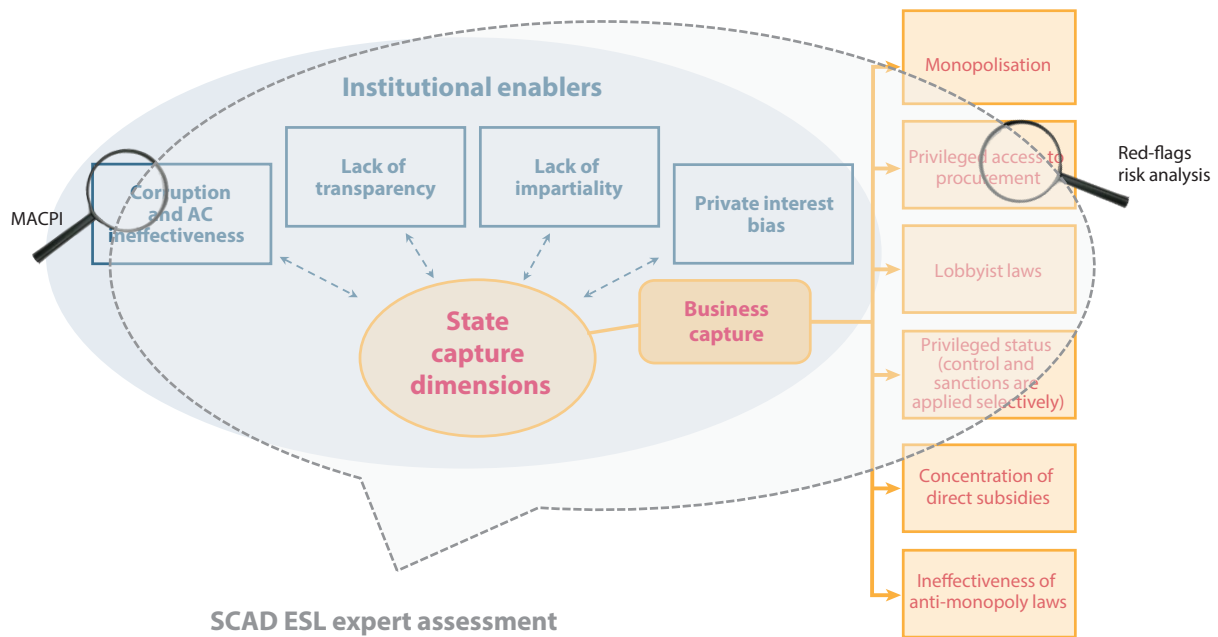 Institutional enablers
MACPI
Corruption
and AC
ineffectiveness
Lack of
transparency
Lack of
impartiality
Private interest
bias
State
capture
dimensions
Business
capture
Monopolisation
Privileged access to
procurement
Red-flags
risk analysis
Lobbyist laws
Privileged status
(control and
sanctions are
applied selectively)
Concentration of
direct subsidies
Ineffectiveness of
anti-monopoly laws
SCAD ESL expert assessment